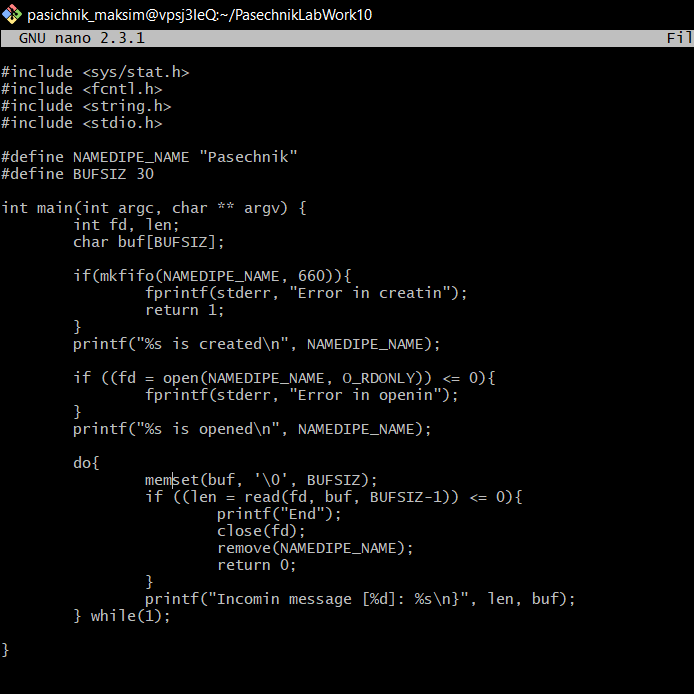 pasichnik_maksim@vpsj3IeQ:~/PasechnikLabWork10
GNU nano 2.3.1 Fil
#include <sys/stat.h>
#include <fcntl.h>
#include <string.h>
#include <stdio.h>
#define NAMEDIPE_NAME "Pasechnik"
#define BUFSIZ 30
int main(int argc, char ** argv) {
int fd, len;
char buf[BUFSIZ];
if(mkfifo(NAMEDIPE_NAME, 660)){
fprintf(stderr, "Error in creatin");
return 1;
}
printf("%s is created\n", NAMEDIPE_NAME);
if ((fd = open(NAMEDIPE_NAME, O_RDONLY)) <= 0){
fprintf(stderr, "Error in openin");
}
printf("%s is opened\n", NAMEDIPE_NAME);
do{
memset(buf, '\0', BUFSIZ);
if ((len = read(fd, buf, BUFSIZ-1)) <= 0){
printf("End");
close(fd);
remove(NAMEDIPE_NAME);
return 0;
}
printf("Incomin message [%d]: %s\n}", len, buf);
} while(1);
}